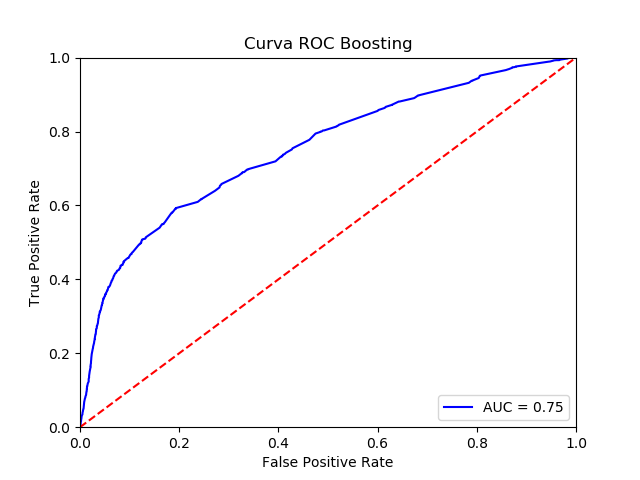 Curva ROC Boosting
True Positive Rate
1.0
0.8
0.6
0.4
0.2
0.0
0.0 0.2 0.4 0.6 0.8 1.0
False Positive Rate
AUC = 0.75